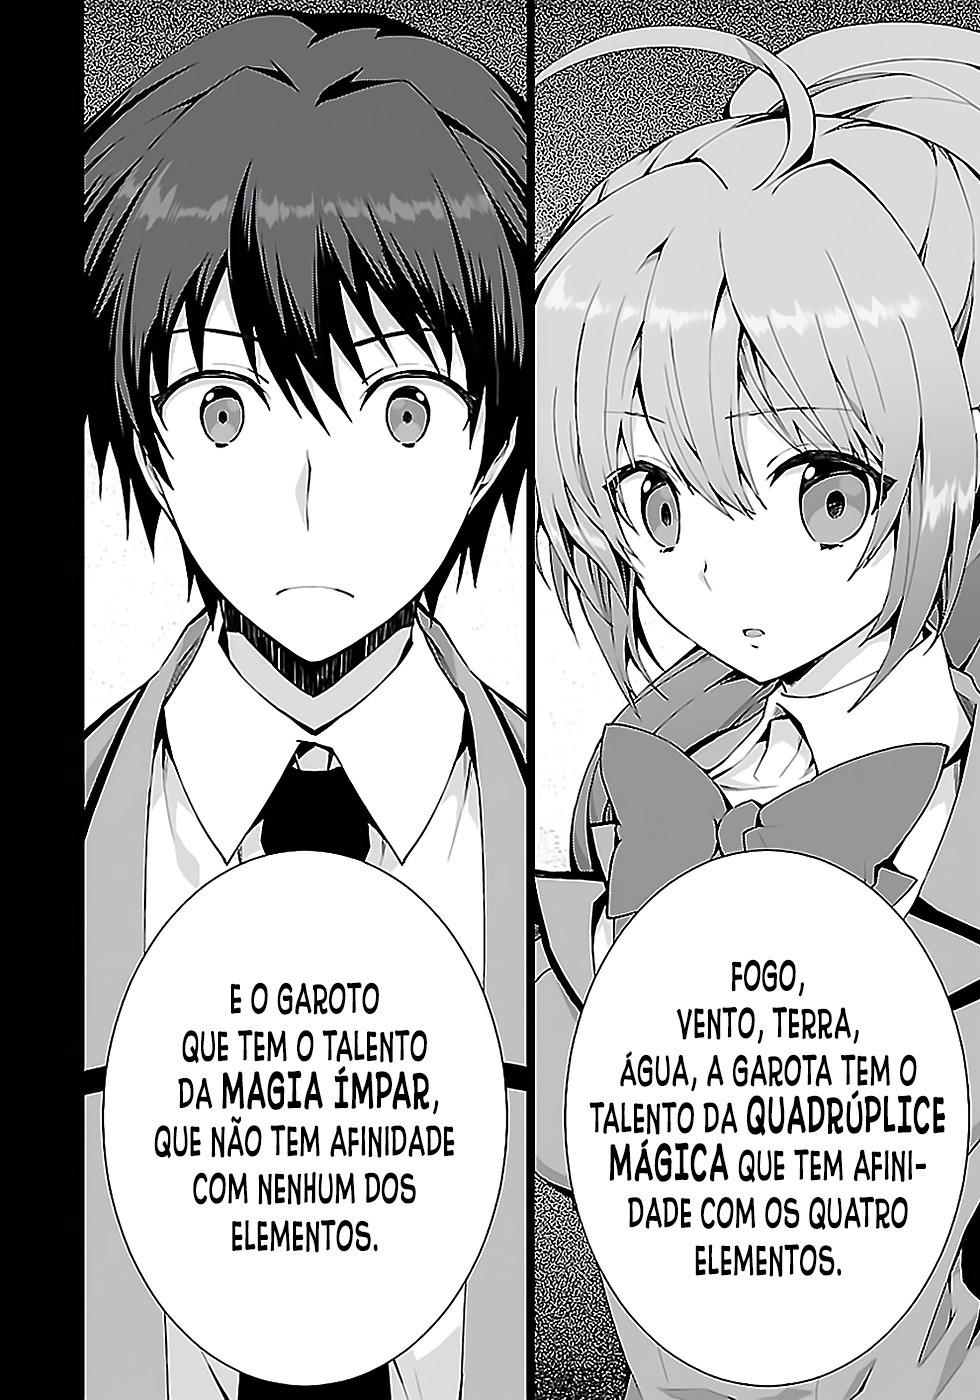 FOGO,
VENTO, TERRA,
ÁGUA, A GAROTA TEM O
TALENTO DA QUADRÚPLICE
MÁGICA QUE TEM AFINI-
DADE COM OS QUATRO
ELEMENTOS.
E O GAROTO
QUE TEM O TALENTO
DA MAGIA ÍMPAR,
QUE NÃO TEM AFINIDADE
COM NENHUM DOS
ELEMENTOS.